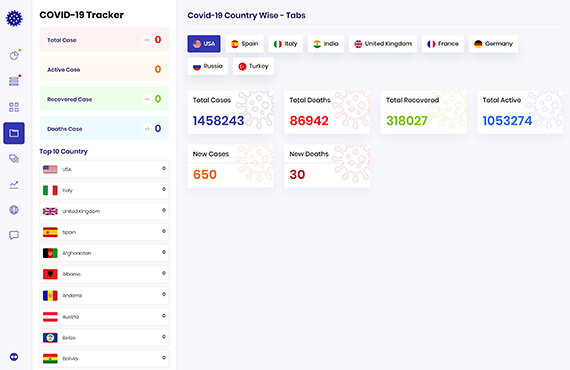 COVID-19 Tracker
Total Case +0 0
Active Case 0
Recovered Case +0 0
Deaths Case +0 0
Top 10 Country
USA 0
Italy 0
United Kingdom 0
Spain 0
Afghanistan 0
Albania 0
Andorra 0
Austria 0
Belize 0
Bolivia 0
Covid-19 Country Wise - Tabs
USA Spain Italy India United Kingdom France Germany
Russia Turkey
Total Cases Total Deaths Total Recovered Total Active
1458243 86942 318027 1053274
New Cases New Deaths
650 30